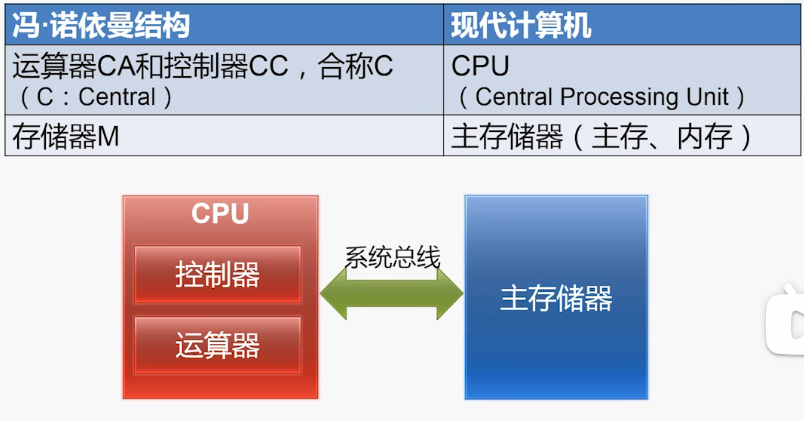 冯·诺依曼结构
现代计算机
运算器CA和控制器CC，合称C
（C：Central）
CPU
（Central Processing Unit）
存储器M
主存储器（主存、内存）
CPU
控制器
运算器
系统总线
主存储器